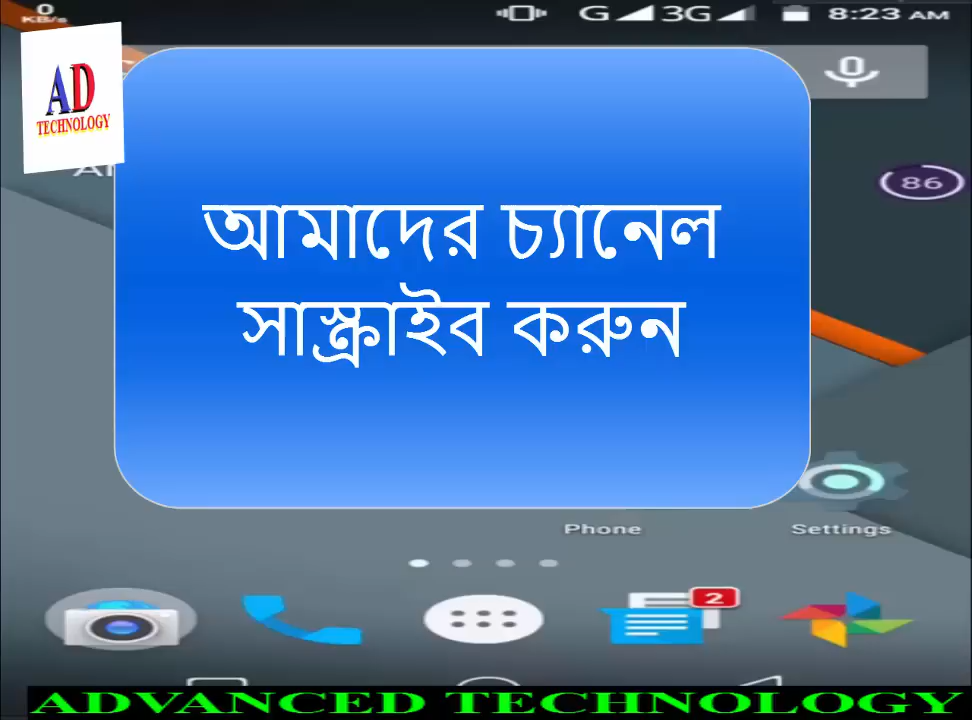 0
KB/s
G 3G 8:23 AM
AD
TECHNOLOGY
86
আমাদের চ্যানেল
সাস্ক্রাইব করুন
Phone
Settings
2
ADVANCED TECHNOLOGY